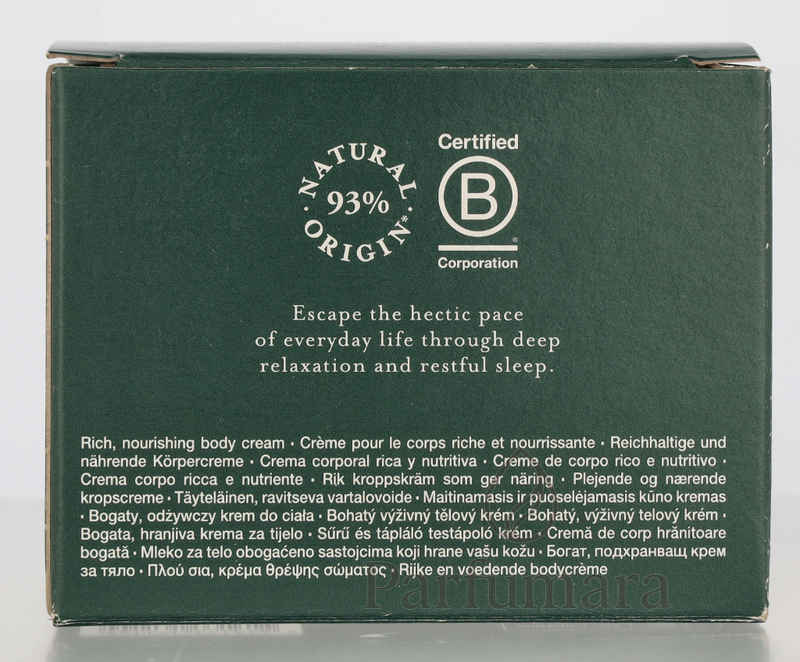 NATURAL
93%
ORIGIN*
Certified
B
®
Corporation
Escape the hectic pace
of everyday life through deep
relaxation and restful sleep.
Rich, nourishing body cream · Crème pour le corps riche et nourrissante · Reichhaltige und
nährende Körpercreme · Crema corporal rica y nutritiva · Creme de corpo rico e nutritivo ·
Crema corpo ricca e nutriente · Rik kroppskräm som ger näring · Plejende og nærende
kropscreme · Täyteläinen, ravitseva vartalovoide · Maitinamasis ir puoselėjamasis kūno kremas
· Bogaty, odżywczy krem do ciała · Bohatý výživný tělový krém · Bohatý, výživný telový krém ·
Bogata, hranjiva krema za tijelo · Sűrű és tápláló testápoló krém · Cremă de corp hrănitoare
bogată · Mleko za telo obogaćeno sastojcima koji hrane vašu kožu · Богат, подхранващ крем
за тяло · Πλού σια, κρέμα θρέψης σώματος · Rijke en voedende bodycrème
Parfumara